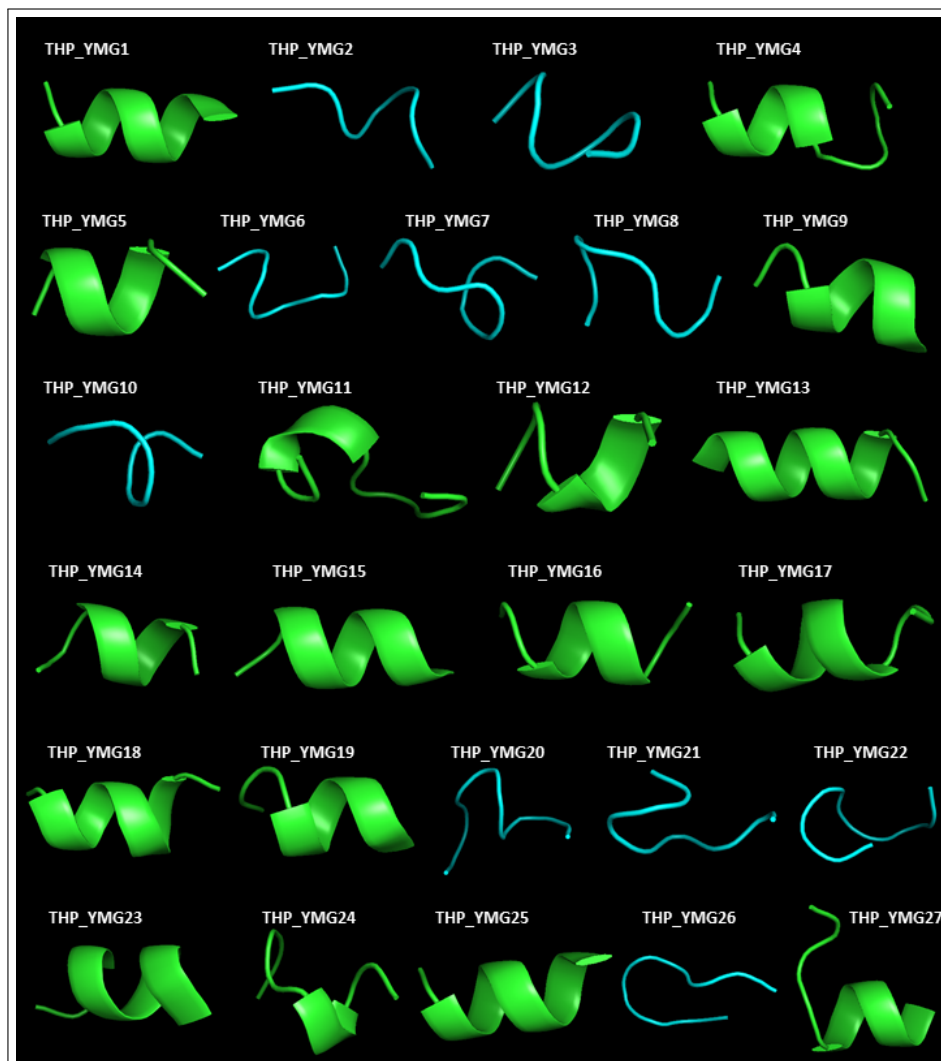 THP_YMG1 THP_YMG2 THP_YMG3 THP_YMG4
THP_YMG5 THP_YMG6 THP_YMG7 THP_YMG8 THP_YMG9
THP_YMG10 THP_YMG11 THP_YMG12 THP_YMG13
THP_YMG14 THP_YMG15 THP_YMG16 THP_YMG17
THP_YMG18 THP_YMG19 THP_YMG20 THP_YMG21 THP_YMG22
THP_YMG23 THP_YMG24 THP_YMG25 THP_YMG26 THP_YMG27